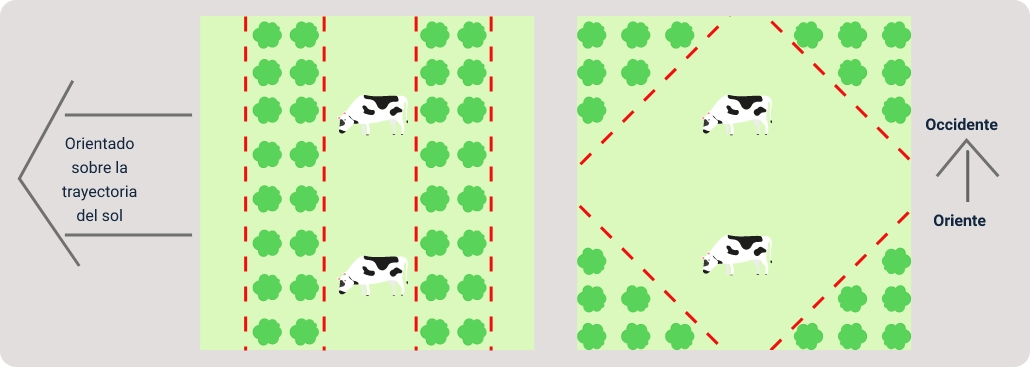 Orientado
sobre la
trayectoria
del sol
Occidente
Oriente